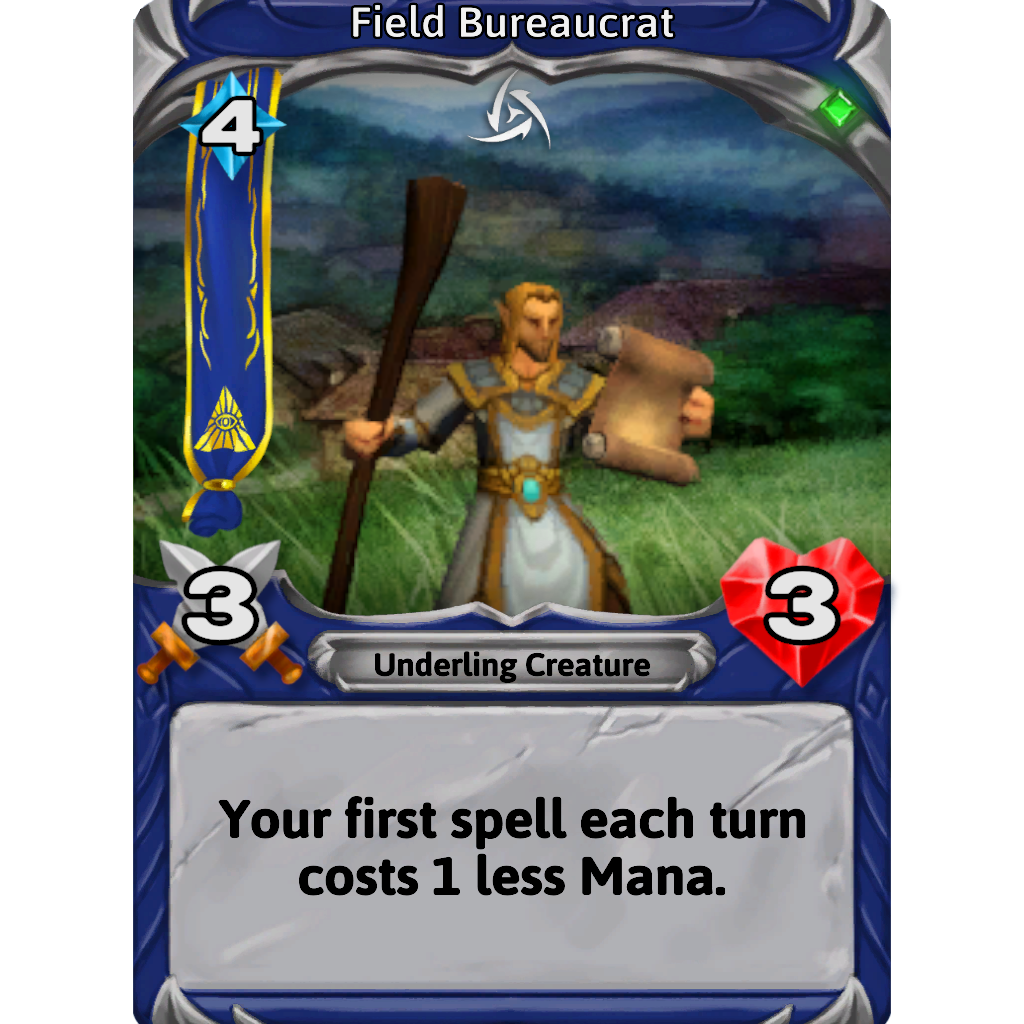 Field Bureaucrat
4
3
3
Underling Creature
Your first spell each turn
costs 1 less Mana.